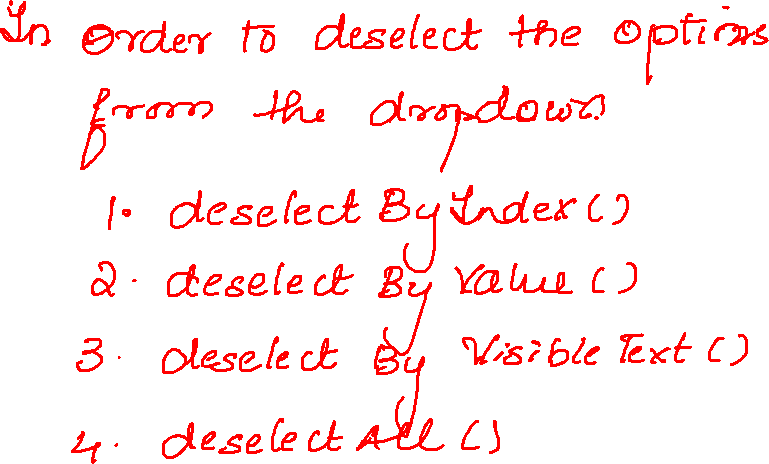 In order to deselect the options
from the dropdown
1. deselect By Index ()
2. deselect By Value ()
3. deselect By Visible Text ()
4. deselect All ()